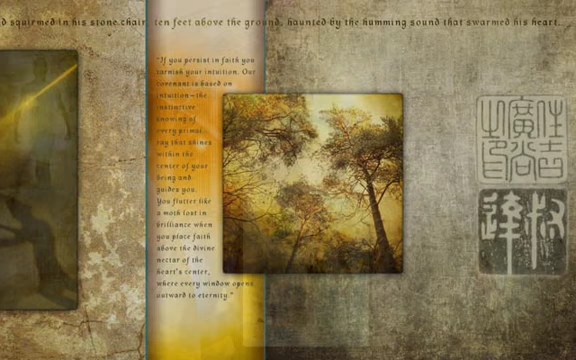 d squirmed in his stone chair ten feet above the ground, haunted by the humming sound that swarmed his heart...
"If you persist in faith you
tarnish your intuition. Our
covenant is based on
intuition—the
instinctive
knowing of
every primal
ray that shines
within the
center of your
being and
guides you.
You flutter like
a moth lost in
brilliance when
you place faith
above the divine
nectar of the
heart's center,
where every window opens
outward to eternity."